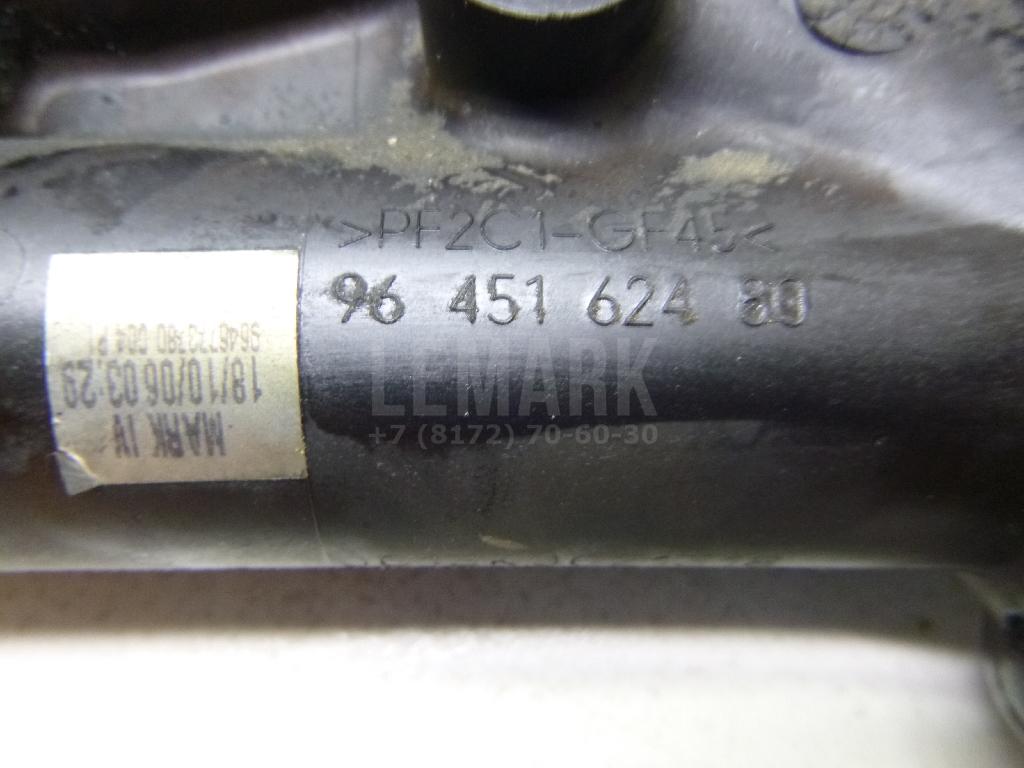 >PF2C1-GF45<
96 451 624 80
MARK IV
18/10/06 03:29
LEMARK
+7 (8172) 70-60-30